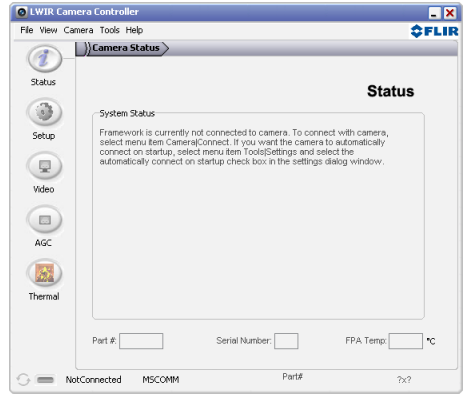 LWIR Camera Controller
File View Camera Tools Help
FLIR
Camera Status
Status
Status
System Status
Framework is currently not connected to camera. To connect with camera,
select menu item Camera|Connect. If you want the camera to automatically
connect on startup, select menu item Tools|Settings and select the
automatically connect on startup check box in the settings dialog window.
Setup
Video
AGC
Thermal
Part #:
Serial Number:
FPA Temp:
°C
NotConnected
MSCOMM
Part#
?x?